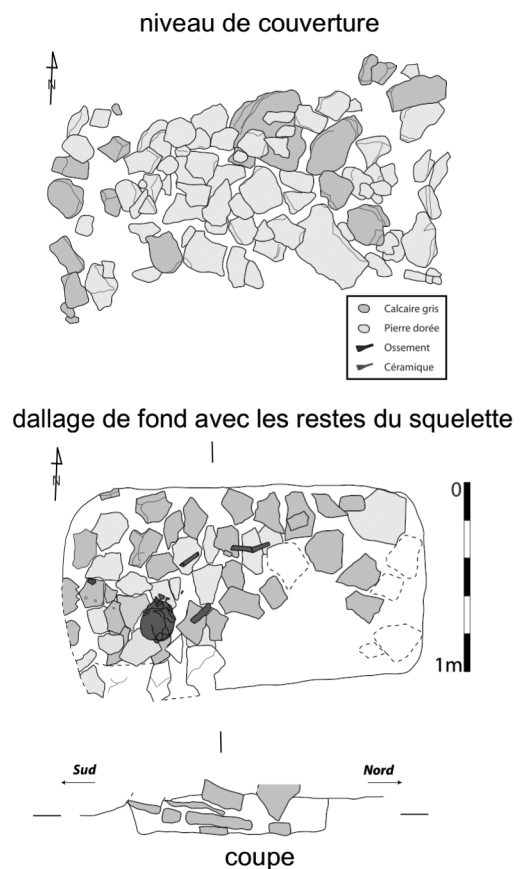 niveau de couverture
N
Calcaire gris
Pierre dorée
Ossement
Céramique
dallage de fond avec les restes du squelette
N
0
1m
Sud
Nord
coupe